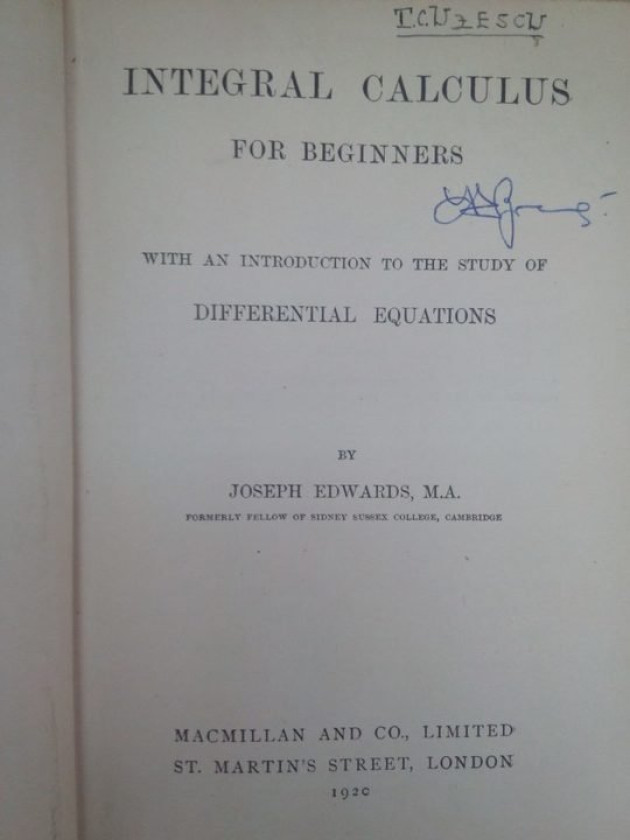 INTEGRAL CALCULUS
FOR BEGINNERS
WITH AN INTRODUCTION TO THE STUDY OF
DIFFERENTIAL EQUATIONS
BY
JOSEPH EDWARDS, M.A.
FORMERLY FELLOW OF SIDNEY SUSSEX COLLEGE, CAMBRIDGE
MACMILLAN AND CO., LIMITED
ST. MARTIN'S STREET, LONDON
1920